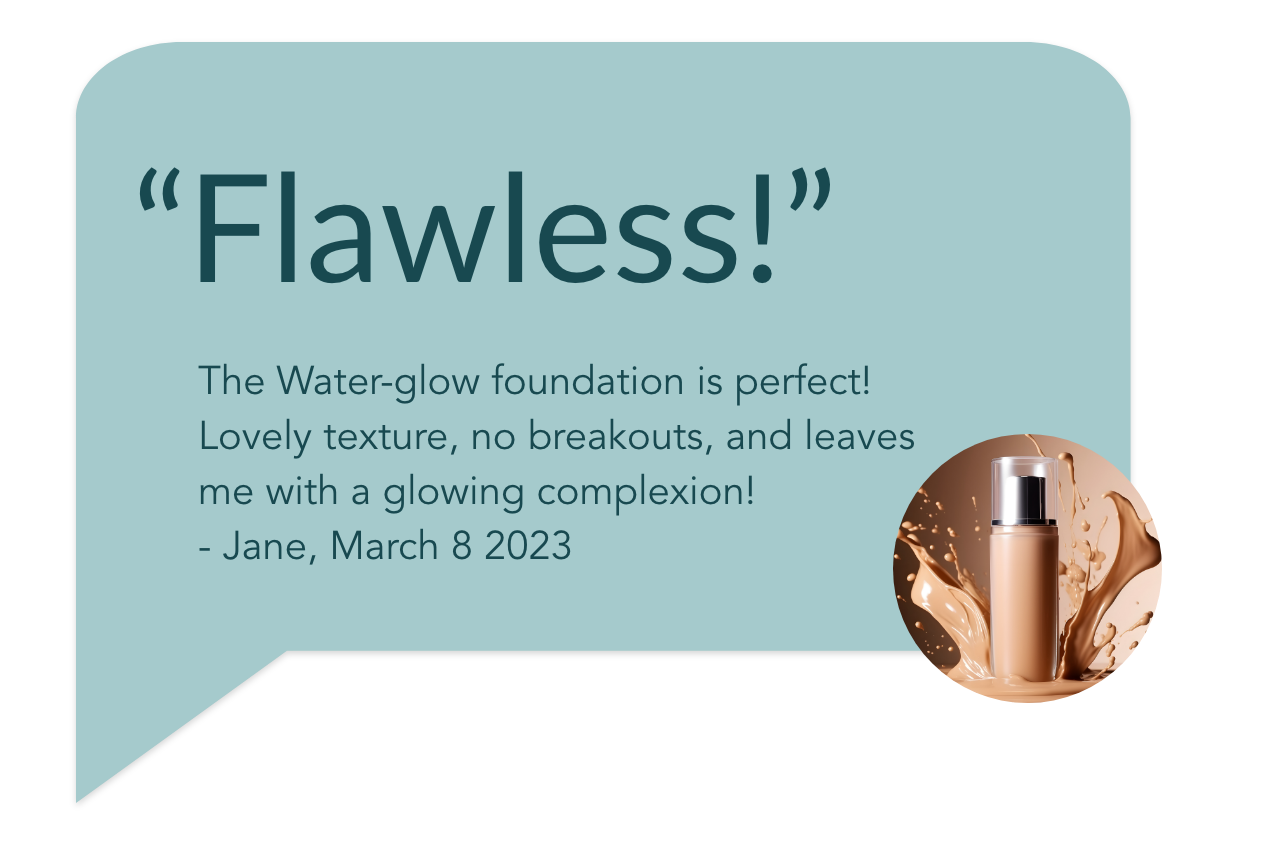 “Flawless!”
The Water-glow foundation is perfect!
Lovely texture, no breakouts, and leaves
me with a glowing complexion!
- Jane, March 8 2023